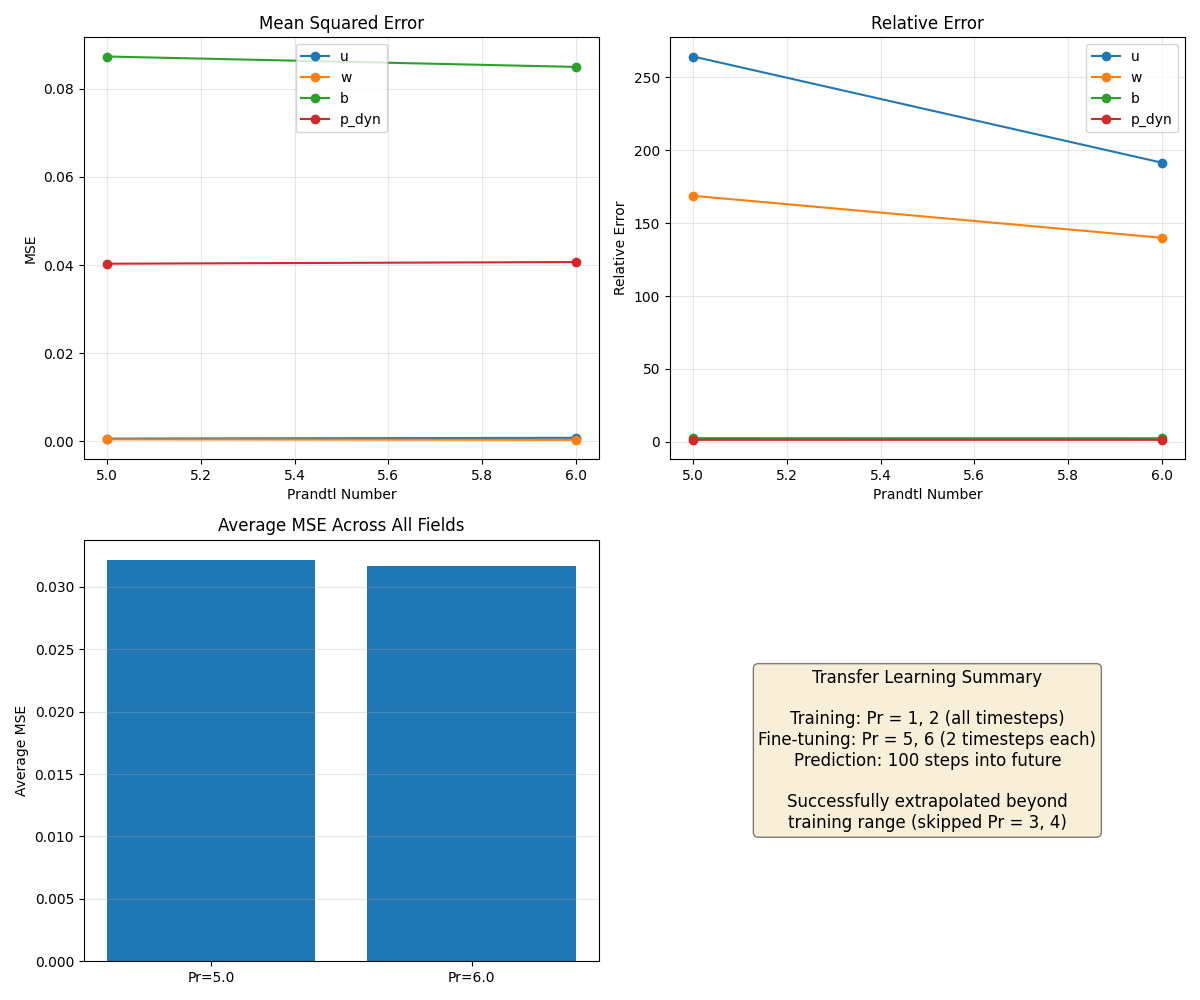 Mean Squared Error
u
w
b
p_dyn
0.08
0.06
0.04
0.02
0.00
MSE
5.0 5.2 5.4 5.6 5.8 6.0
Prandtl Number
Relative Error
u
w
b
p_dyn
250
200
150
100
50
0
Relative Error
5.0 5.2 5.4 5.6 5.8 6.0
Prandtl Number
Average MSE Across All Fields
0.030
0.025
0.020
0.015
0.010
0.005
0.000
Average MSE
Pr=5.0 Pr=6.0
Transfer Learning Summary
Training: Pr = 1, 2 (all timesteps)
Fine-tuning: Pr = 5, 6 (2 timesteps each)
Prediction: 100 steps into future
Successfully extrapolated beyond
training range (skipped Pr = 3, 4)